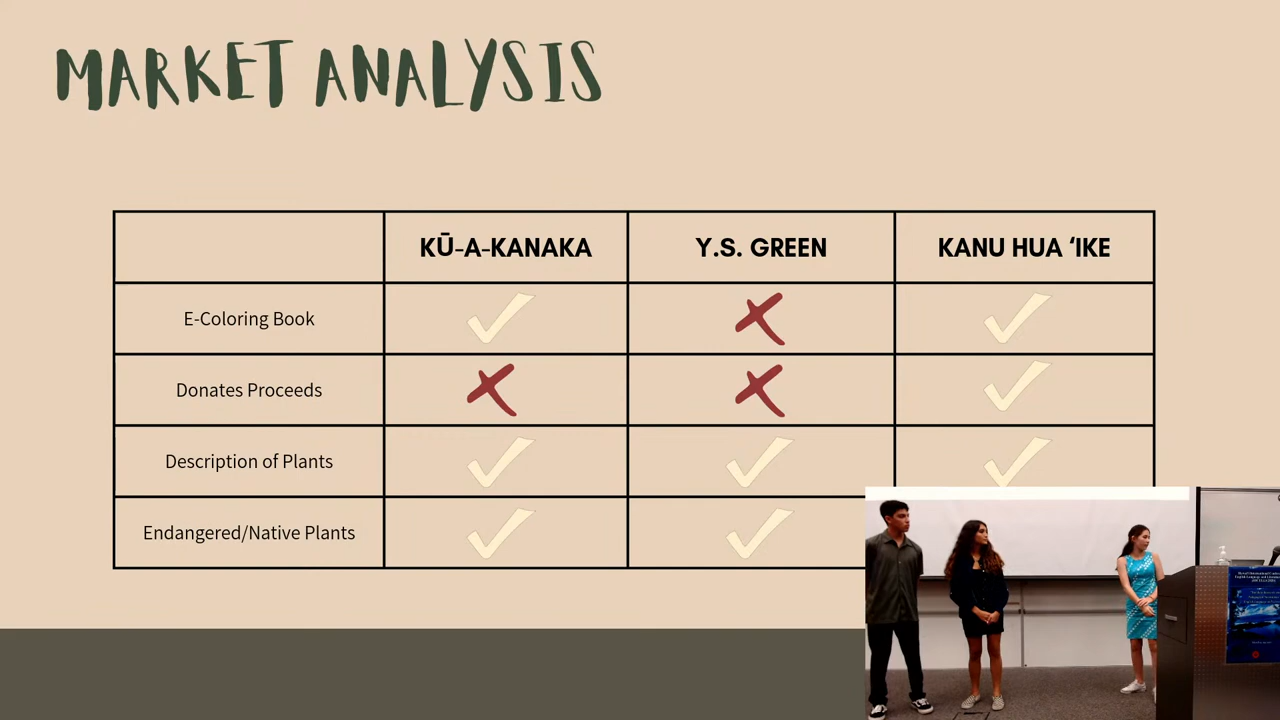 MARKET ANALYSIS
KŪ-A-KANAKA Y.S. GREEN KANU HUA ʻIKE
E-Coloring Book
Donates Proceeds
Description of Plants
Endangered/Native Plants